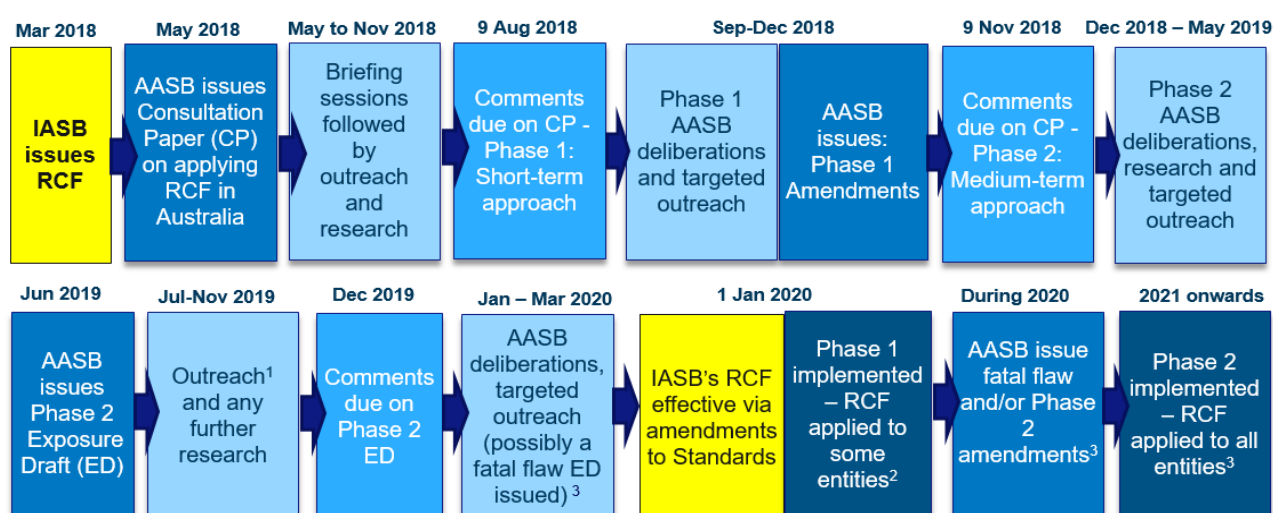 Mar 2018
IASB
issues
RCF
May 2018
AASB issues
Consultation
Paper (CP)
on applying
RCF in
Australia
May to Nov 2018
Briefing
sessions
followed
by
outreach
and
research
9 Aug 2018
Comments
due on CP -
Phase 1:
Short-term
approach
Sep-Dec 2018
Phase 1
AASB
deliberations
and targeted
outreach
AASB
issues:
Phase 1
Amendments
9 Nov 2018
Comments
due on CP -
Phase 2:
Medium-term
approach
Dec 2018 – May 2019
Phase 2
AASB
deliberations,
research and
targeted
outreach
Jun 2019
AASB
issues
Phase 2
Exposure
Draft (ED)
Jul-Nov 2019
Outreach¹
and any
further
research
Dec 2019
Comments
due on
Phase 2
ED
Jan – Mar 2020
AASB
deliberations,
targeted
outreach
(possibly a
fatal flaw ED
issued) ³
1 Jan 2020
IASB's RCF
effective via
amendments
to Standards
Phase 1
implemented
– RCF
applied to
some
entities²
During 2020
AASB issue
fatal flaw
and/or Phase
2
amendments³
2021 onwards
Phase 2
implemented
– RCF
applied to all
entities³